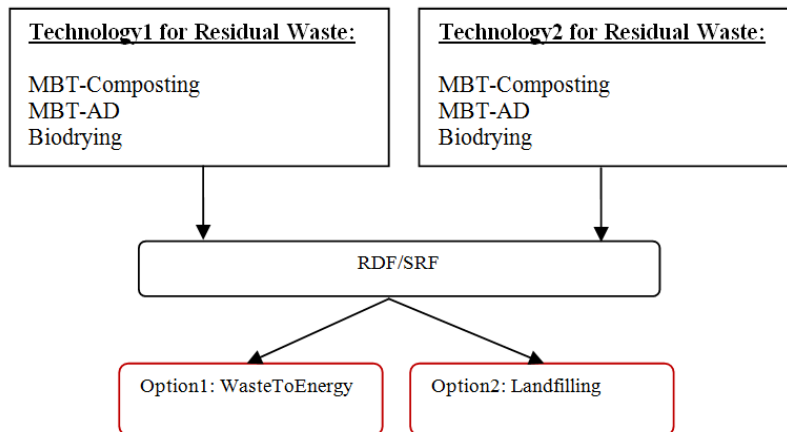 Technology1 for Residual Waste:
MBT-Composting
MBT-AD
Biodrying
Technology2 for Residual Waste:
MBT-Composting
MBT-AD
Biodrying
RDF/SRF
Option1: WasteToEnergy
Option2: Landfilling